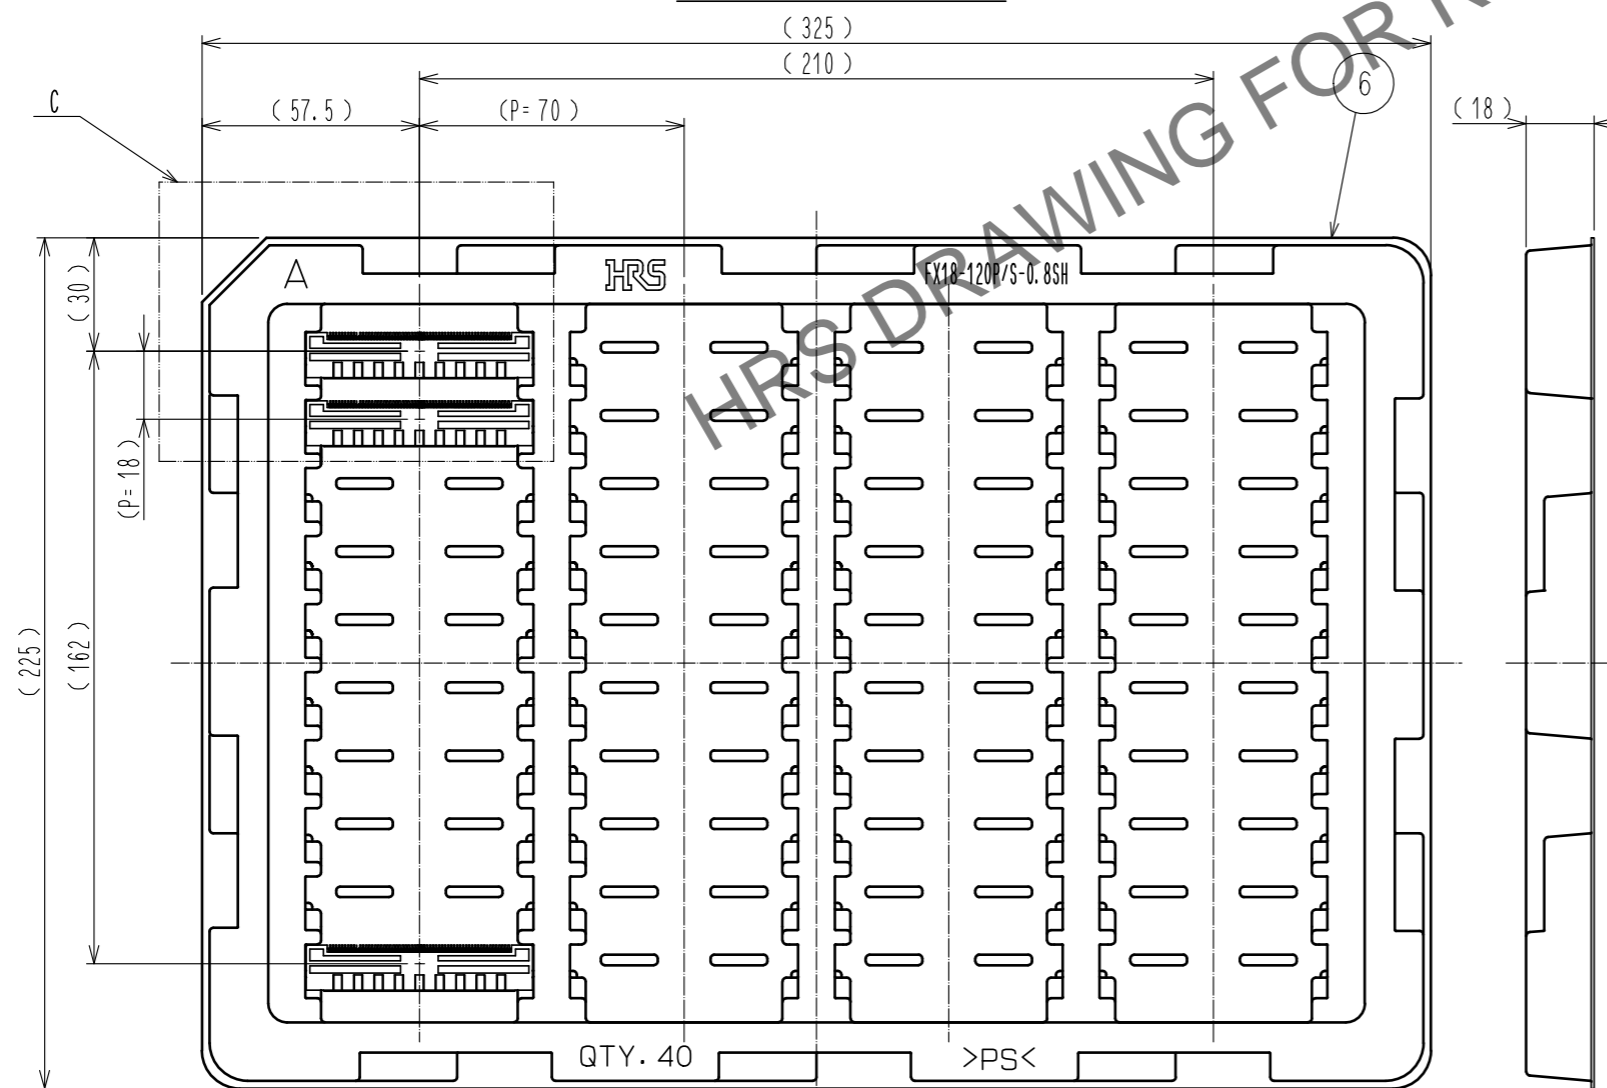 ( 325 )
( 210 )
6
C
( 57.5 )
(P=70 )
( 18 )
HRS DRAWING FOR
A
HRS
FX18-120P/S-0.8SH
( 30 )
(P=18)
( 225 )
( 162 )
QTY. 40
>PS<